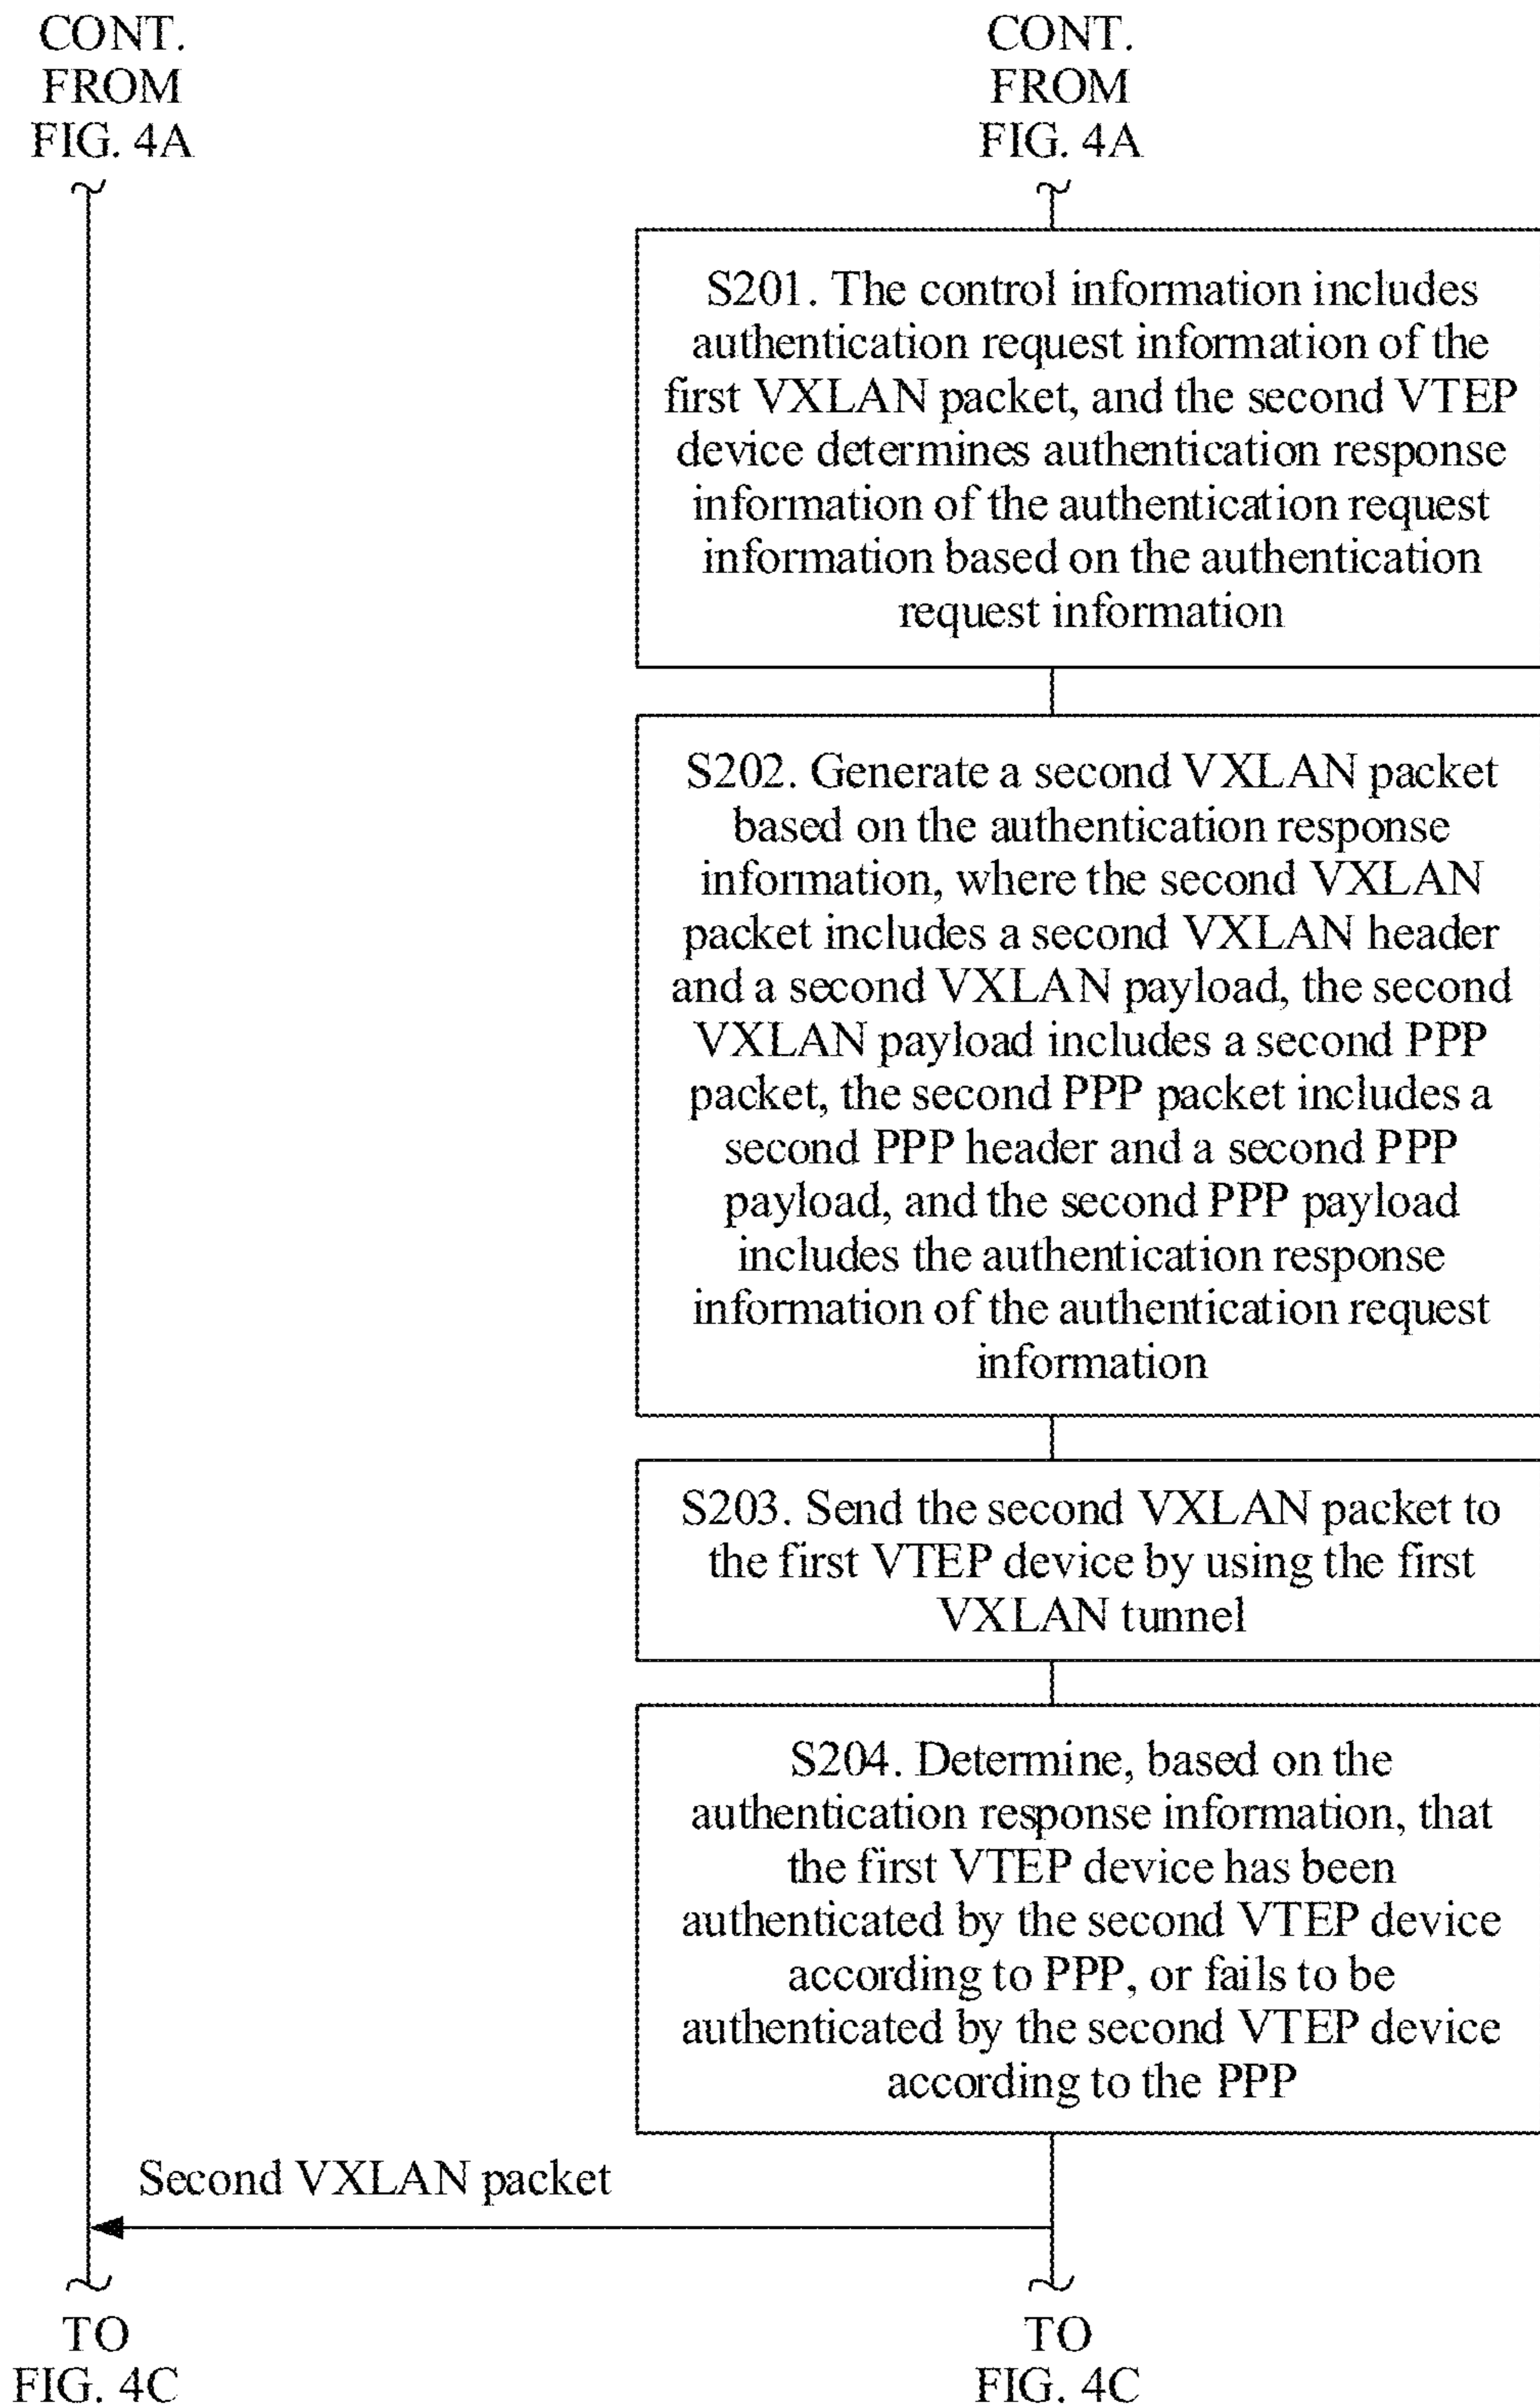 CONT.
FROM
FIG. 4A
CONT.
FROM
FIG. 4A
S201. The control information includes
authentication request information of the
first VXLAN packet, and the second VTEP
device determines authentication response
information of the authentication request
information based on the authentication
request information
S202. Generate a second VXLAN packet
based on the authentication response
information, where the second VXLAN
packet includes a second VXLAN header
and a second VXLAN payload, the second
VXLAN payload includes a second PPP
packet, the second PPP packet includes a
second PPP header and a second PPP
payload, and the second PPP payload
includes the authentication response
information of the authentication request
information
S203. Send the second VXLAN packet to
the first VTEP device by using the first
VXLAN tunnel
S204. Determine, based on the
authentication response information, that
the first VTEP device has been
authenticated by the second VTEP device
according to PPP, or fails to be
authenticated by the second VTEP device
according to the PPP
Second VXLAN packet
TO
FIG. 4C
TO
FIG. 4C